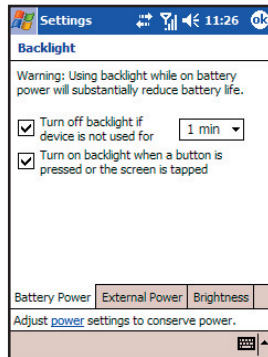 Settings 11:26 ok
Backlight
Warning: Using backlight while on battery
power will substantially reduce battery life.
Turn off backlight if
device is not used for 1 min
Turn on backlight when a button is
pressed or the screen is tapped
Battery Power External Power Brightness
Adjust power settings to conserve power.